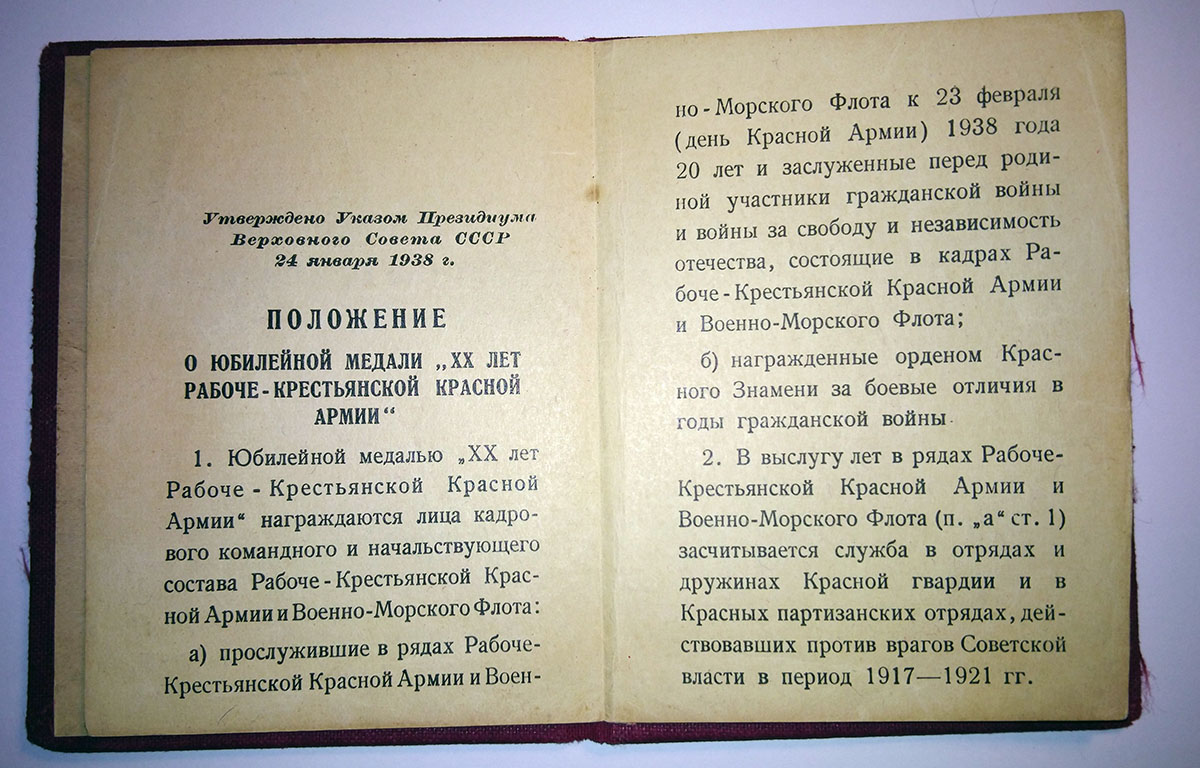 Утверждено Указом Президиума
Верховного Совета СССР
24 января 1938 г.
ПОЛОЖЕНИЕ
О ЮБИЛЕЙНОЙ МЕДАЛИ „XX ЛЕТ
РАБОЧЕ-КРЕСТЬЯНСКОЙ КРАСНОЙ
АРМИИ“
1. Юбилейной медалью „XX лет
Рабоче - Крестьянской Красной
Армии“ награждаются лица кадро-
вого командного и начальствующего
состава Рабоче-Крестьянской Крас-
ной Армии и Военно-Морского Флота:
а) прослужившие в рядах Рабоче-
Крестьянской Красной Армии и Воен-
но-Морского Флота к 23 февраля
(день Красной Армии) 1938 года
20 лет и заслуженные перед роди-
ной участники гражданской войны
и войны за свободу и независимость
отечества, состоящие в кадрах Ра-
боче-Крестьянской Красной Армии
и Военно-Морского Флота;
б) награжденные орденом Крас-
ного Знамени за боевые отличия в
годы гражданской войны.
2. В выслугу лет в рядах Рабоче-
Крестьянской Красной Армии и
Военно-Морского Флота (п. „а“ ст. 1)
засчитывается служба в отрядах и
дружинах Красной гвардии и в
Красных партизанских отрядах, дей-
ствовавших против врагов Советской
власти в период 1917—1921 гг.